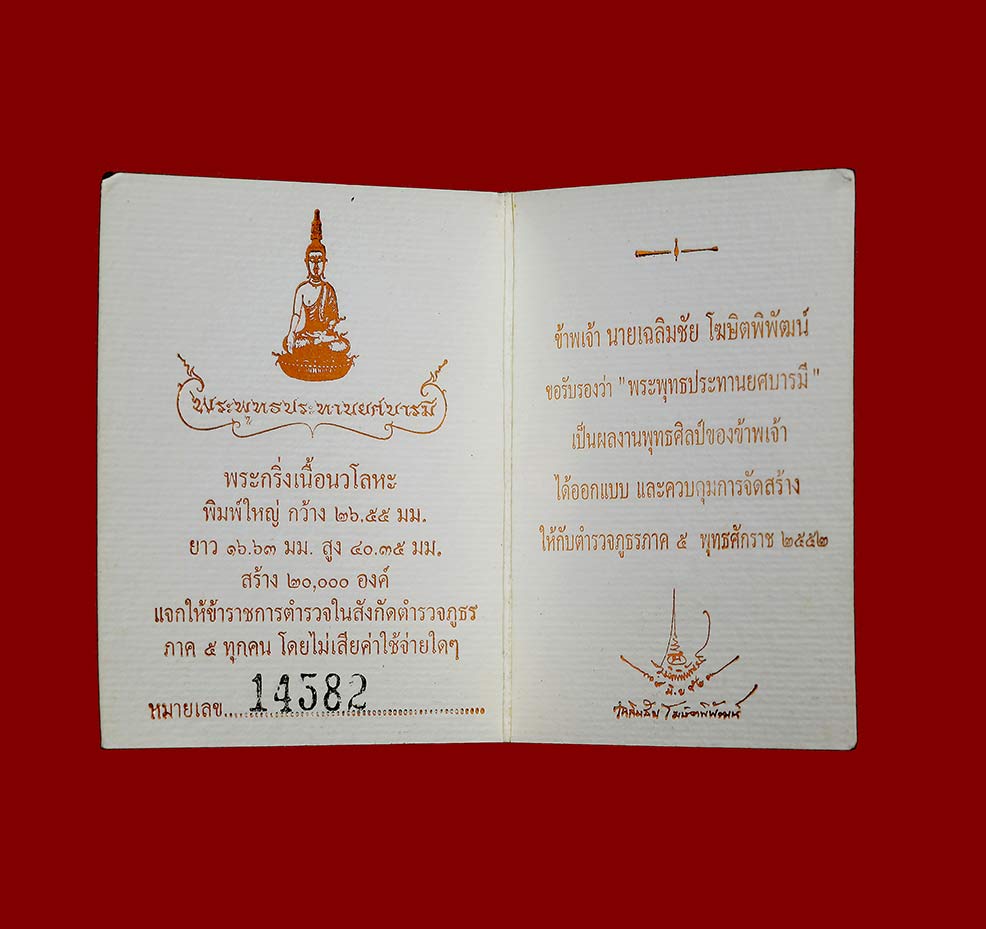 พระพุทธประทานยศบารมี
พระกริ่งเนื้อนวโลหะ
พิมพ์ใหญ่ กว้าง ๒๖.๕๕ มม.
ยาว ๑๖.๖๓ มม. สูง ๔๐.๓๕ มม.
สร้าง ๒๐,๐๐๐ องค์
แจกให้ข้าราชการตำรวจในสังกัดตำรวจภูธร
ภาค ๕ ทุกคน โดยไม่เสียค่าใช้จ่ายใดๆ
หมายเลข....14582
ข้าพเจ้า นายเฉลิมชัย โฆษิตพิพัฒน์
ขอรับรองว่า "พระพุทธประทานยศบารมี"
เป็นผลงานพุทธศิลป์ของข้าพเจ้า
ได้ออกแบบ และควบคุมการจัดสร้าง
ให้กับตำรวจภูธรภาค ๕ พุทธศักราช ๒๕๕๒
เฉลิมชัย โฆษิตพิพัฒน์